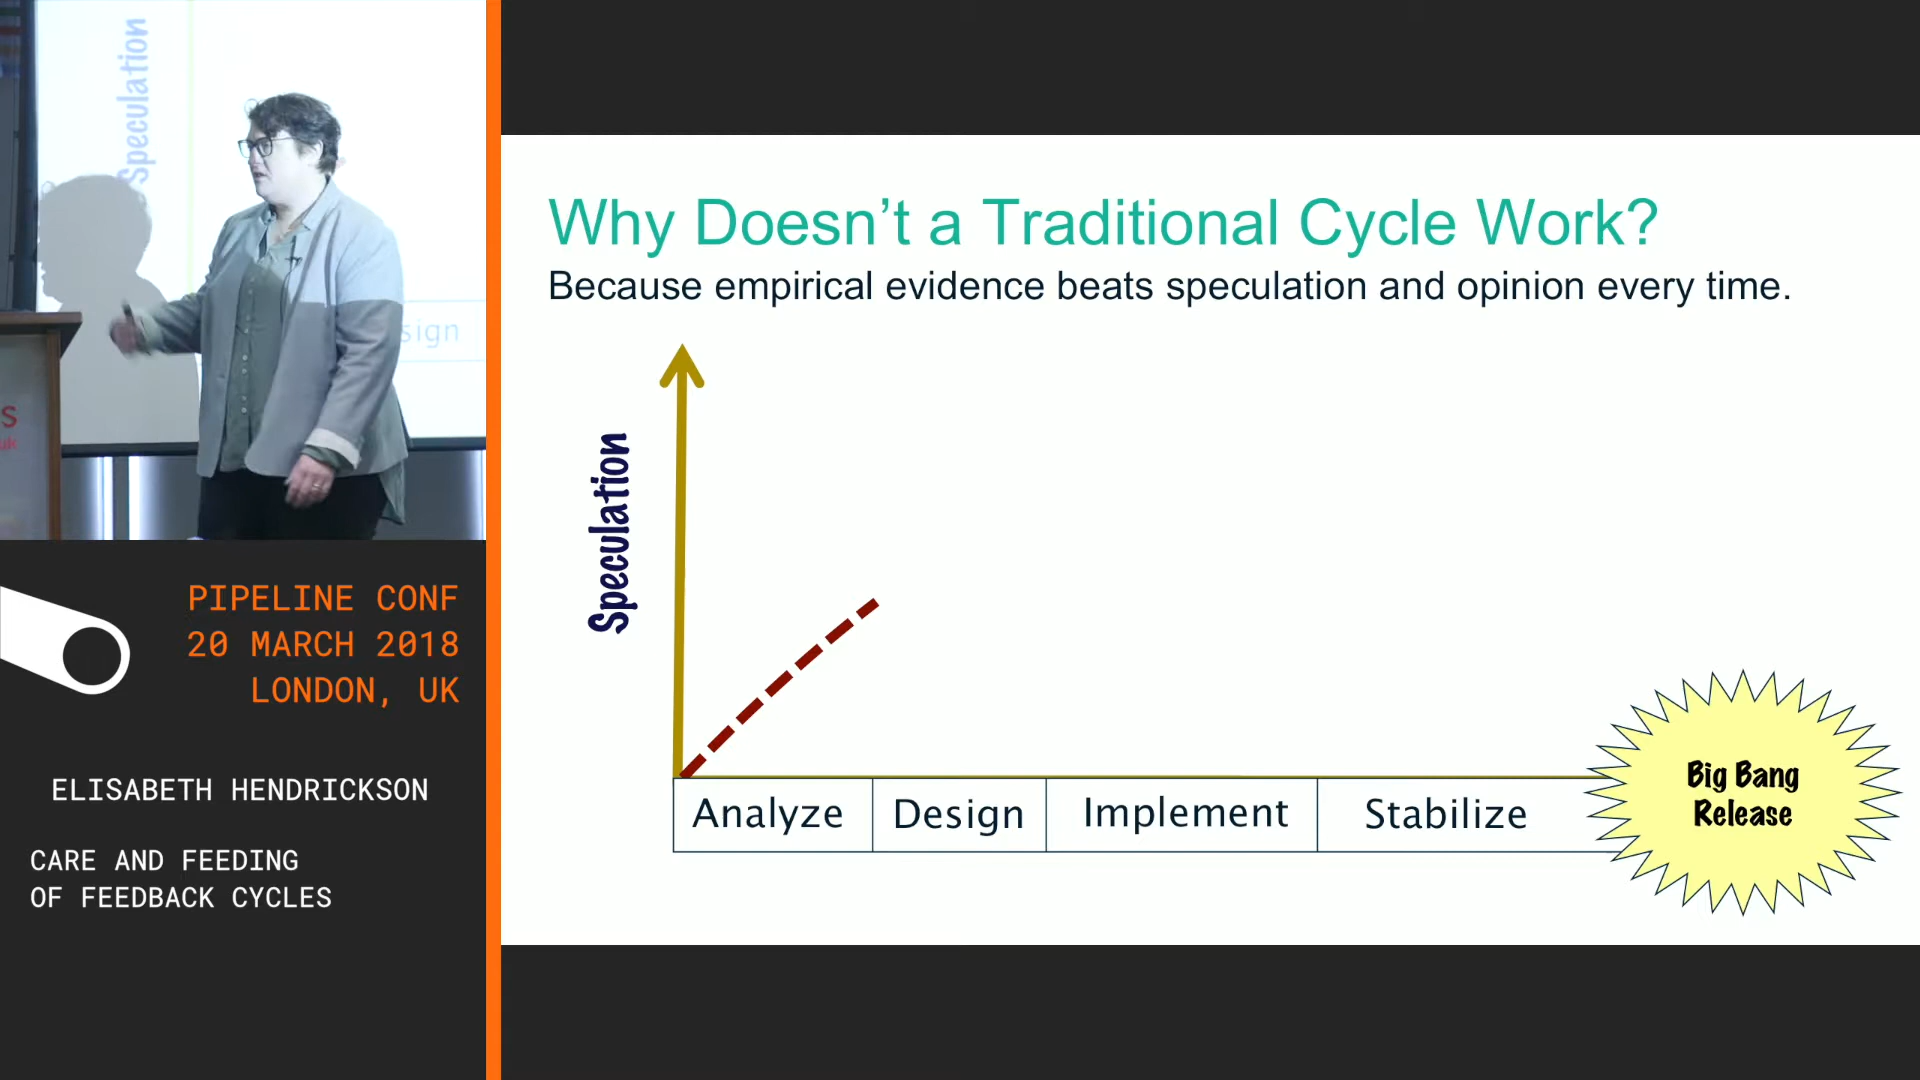 Speculation
sign
S
uk
PIPELINE CONF
20 MARCH 2018
LONDON, UK
ELISABETH HENDRICKSON
CARE AND FEEDING
OF FEEDBACK CYCLES
Why Doesn’t a Traditional Cycle Work?
Because empirical evidence beats speculation and opinion every time.
Speculation
Analyze
Design
Implement
Stabilize
Big Bang
Release